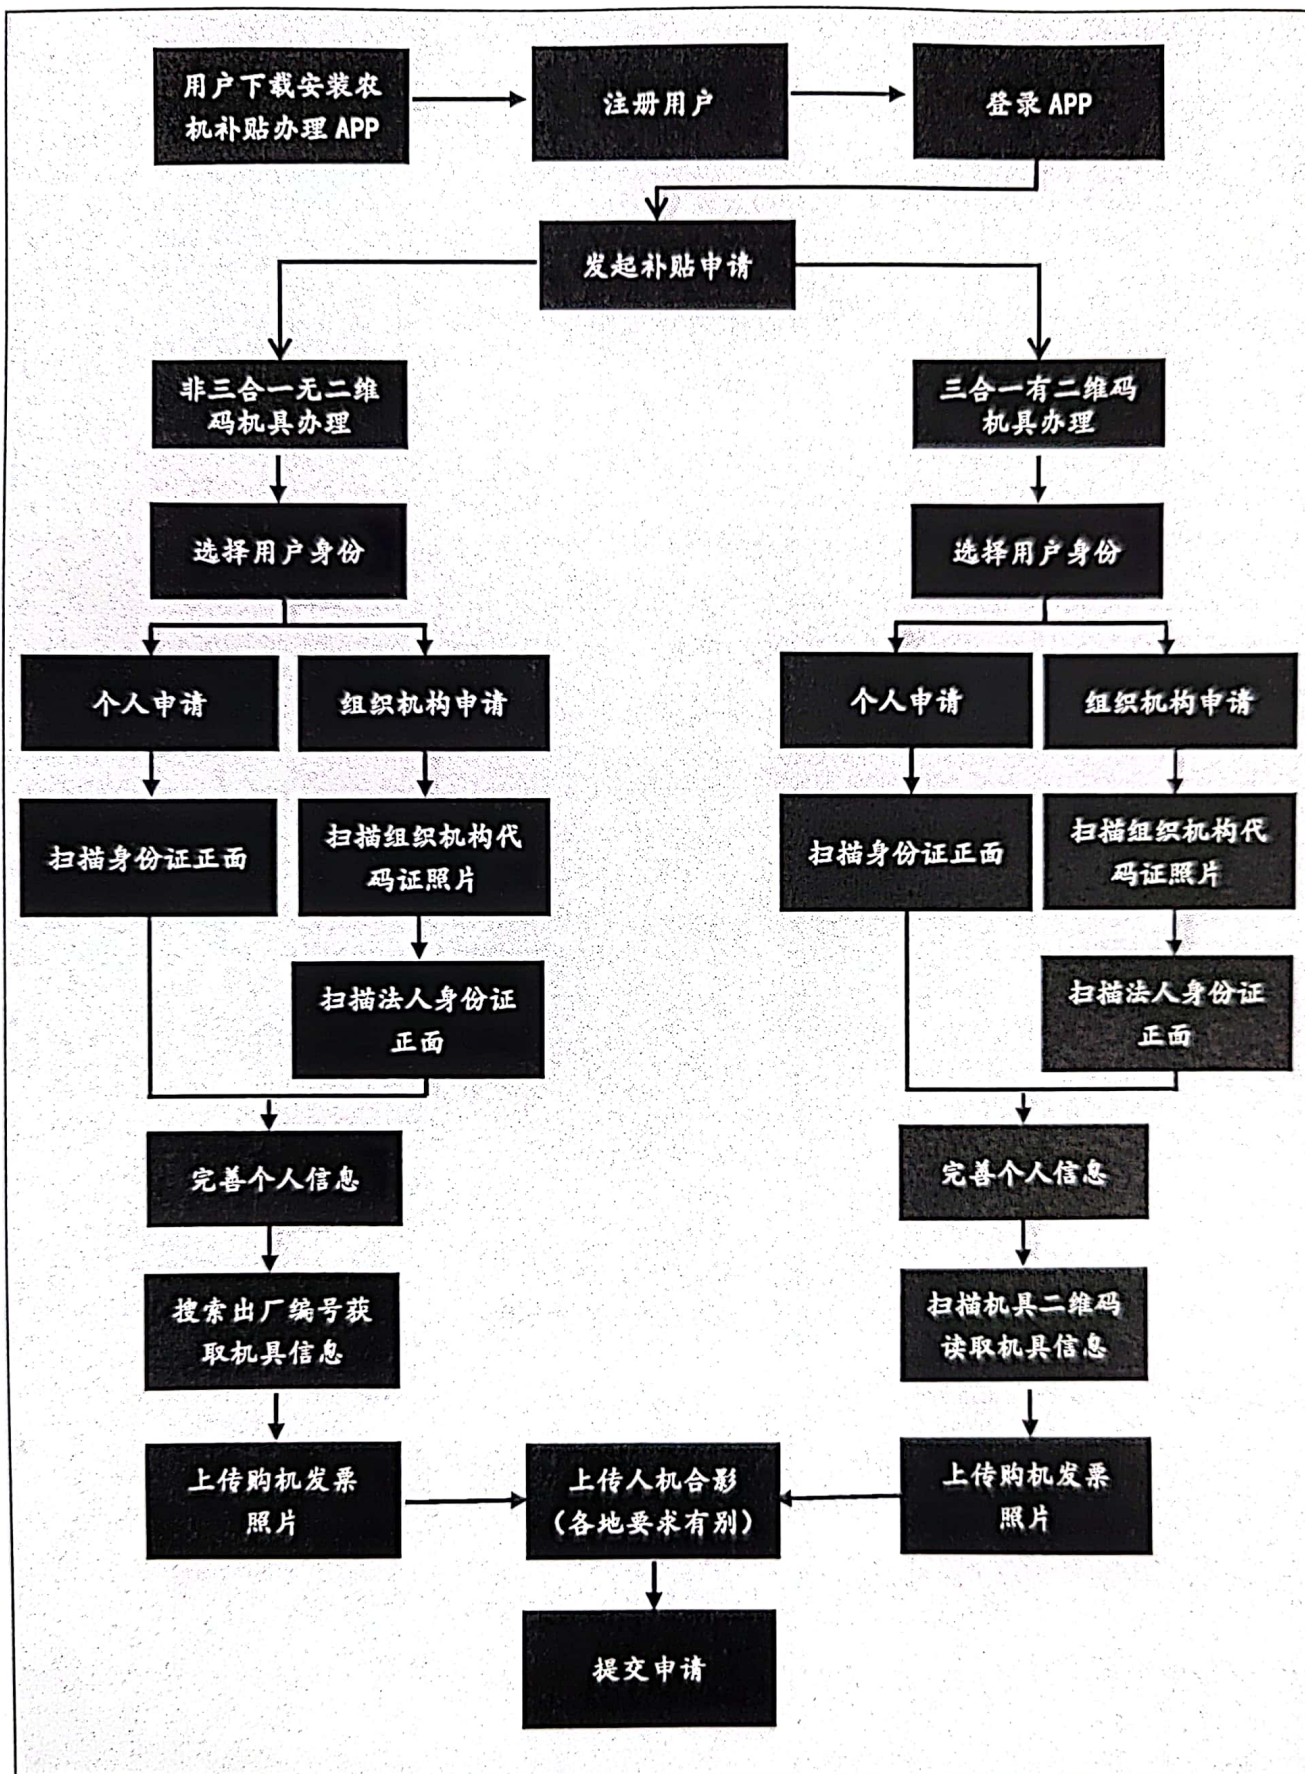 用户下载安装农
机补贴办理 APP
注册用户
登录 APP
发起补贴申请
非三合一无二维
码机具办理
三合一有二维码
机具办理
选择用户身份
选择用户身份
个人申请
组织机构申请
个人申请
组织机构申请
扫描身份证正面
扫描组织机构代
码证照片
扫描身份证正面
扫描组织机构代
码证照片
扫描法人身份证
正面
扫描法人身份证
正面
完善个人信息
完善个人信息
搜索出厂编号获
取机具信息
扫描机具二维码
读取机具信息
上传购机发票
照片
上传人机合影
（各地要求有别）
上传购机发票
照片
提交申请